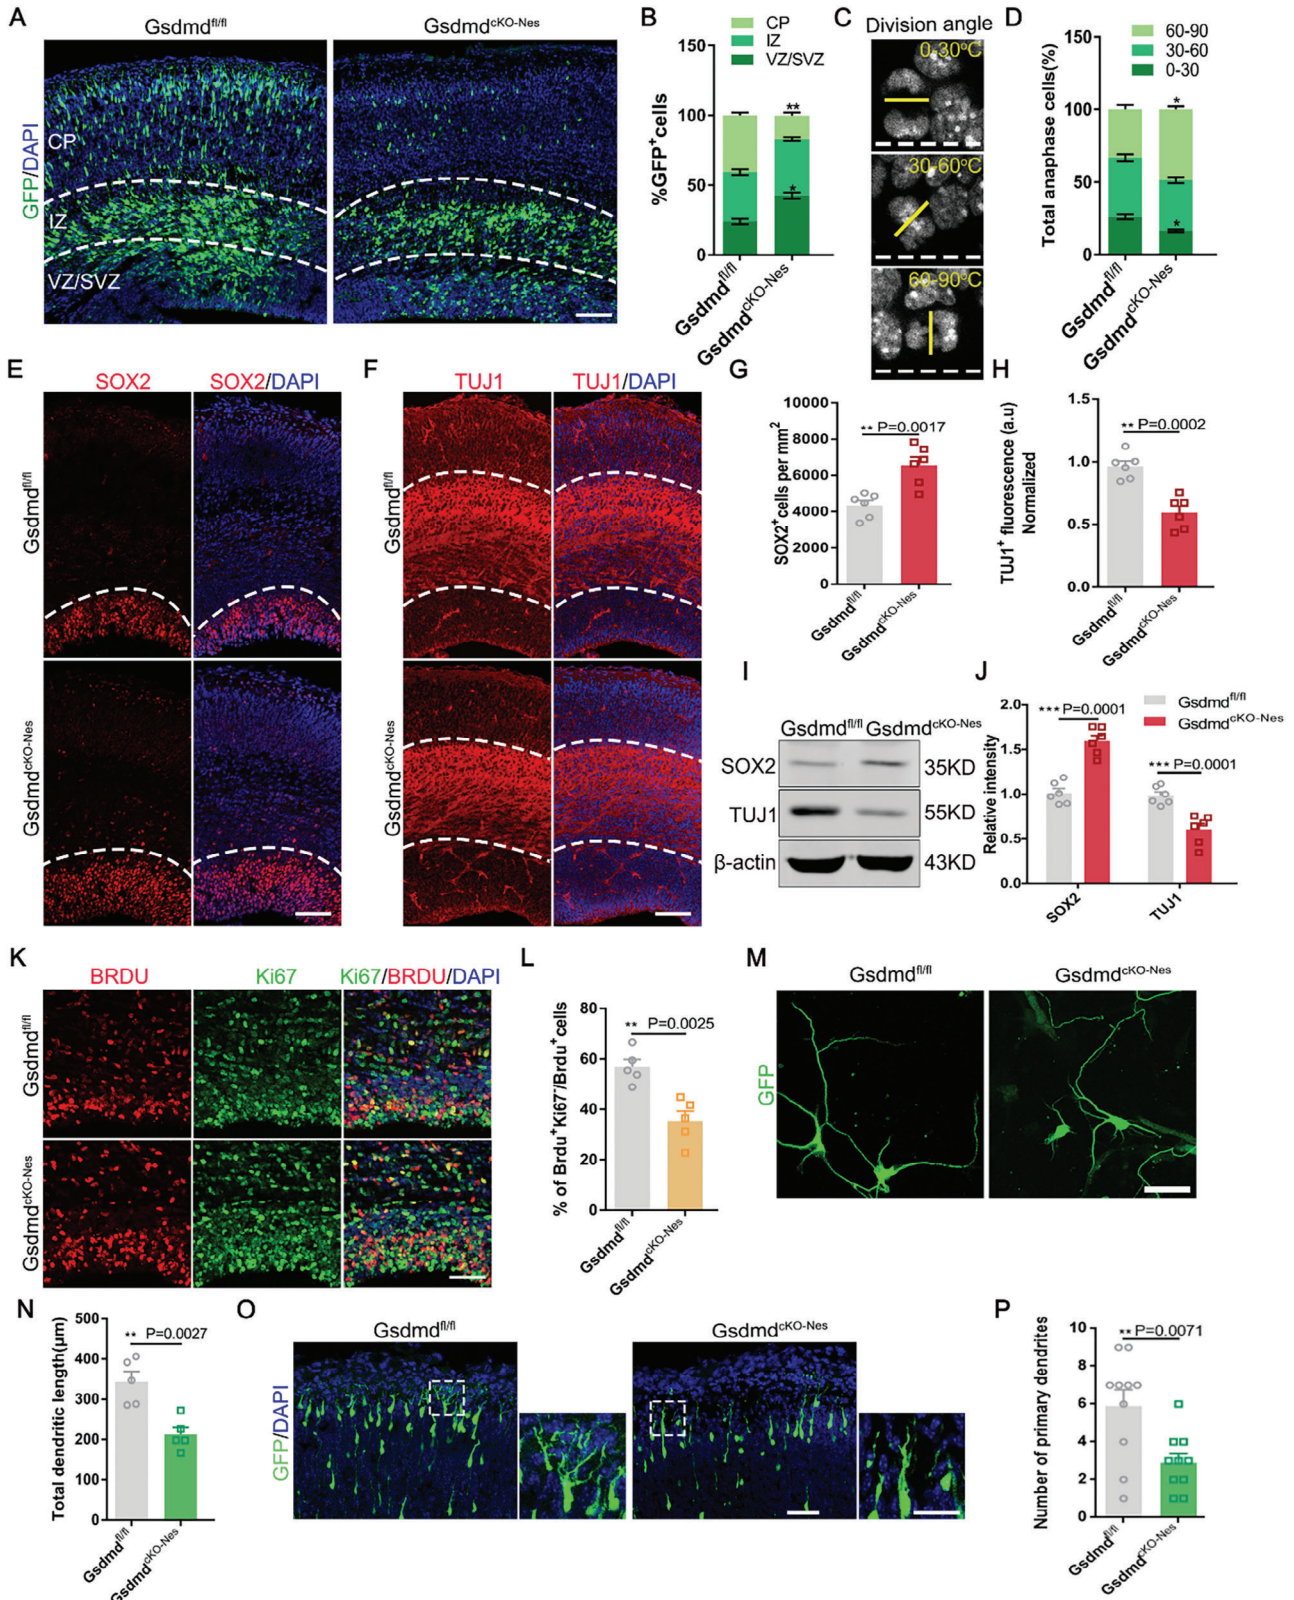 A
Gsdmd^fl/fl
Gsdmd^cKO-Nes
GFP/DAPI
CP
IZ
VZ/SVZ
B
CP
IZ
VZ/SVZ
%GFP⁺cells
150
100
50
0
**
*
Gsdmd^fl/fl
Gsdmd^cKO-Nes
C
Division angle
0-30°C
30-60°C
60-90°C
D
60-90
30-60
0-30
Total anaphase cells(%)
150
100
50
0
*
*
Gsdmd^fl/fl
Gsdmd^cKO-Nes
E
SOX2
SOX2/DAPI
Gsdmd^fl/fl
Gsdmd^cKO-Nes
F
TUJ1
TUJ1/DAPI
Gsdmd^fl/fl
Gsdmd^cKO-Nes
G
SOX2⁺cells per mm²
10000
8000
6000
4000
2000
0
** P=0.0017
Gsdmd^fl/fl
Gsdmd^cKO-Nes
H
TUJ1⁺ fluorescence (a.u)
Normalized
1.5
1.0
0.5
0.0
** P=0.0002
Gsdmd^fl/fl
Gsdmd^cKO-Nes
I
Gsdmd^fl/fl Gsdmd^cKO-Nes
SOX2 35KD
TUJ1 55KD
β-actin 43KD
J
Gsdmd^fl/fl
Gsdmd^cKO-Nes
Relative intensity
2.0
1.5
1.0
0.5
0.0
*** P=0.0001
*** P=0.0001
SOX2
TUJ1
K
BRDU
Ki67
Ki67/BRDU/DAPI
Gsdmd^fl/fl
Gsdmd^cKO-Nes
L
% of Brdu⁺Ki67⁻/Brdu⁺cells
80
60
40
20
0
** P=0.0025
Gsdmd^fl/fl
Gsdmd^cKO-Nes
M
Gsdmd^fl/fl
Gsdmd^cKO-Nes
GFP
N
Total dendritic length(μm)
500
400
300
200
100
0
** P=0.0027
Gsdmd^fl/fl
Gsdmd^cKO-Nes
O
Gsdmd^fl/fl
Gsdmd^cKO-Nes
GFP/DAPI
P
Number of primary dendrites
10
8
6
4
2
0
** P=0.0071
Gsdmd^fl/fl
Gsdmd^cKO-Nes